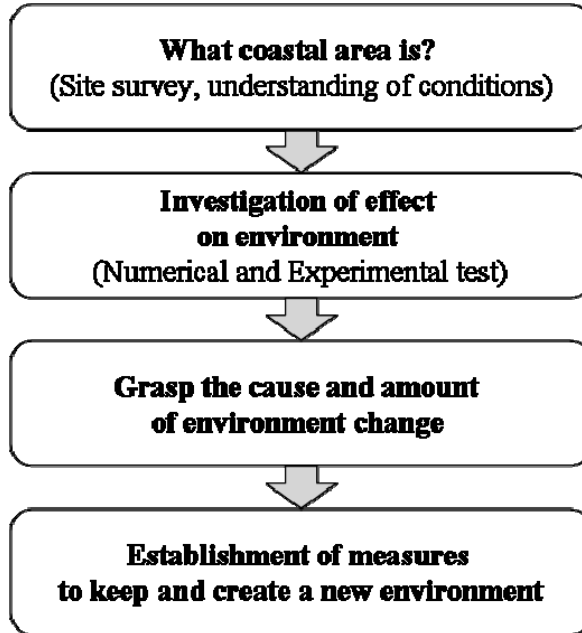 What coastal area is?
(Site survey, understanding of conditions)
Investigation of effect
on environment
(Numerical and Experimental test)
Grasp the cause and amount
of environment change
Establishment of measures
to keep and create a new environment